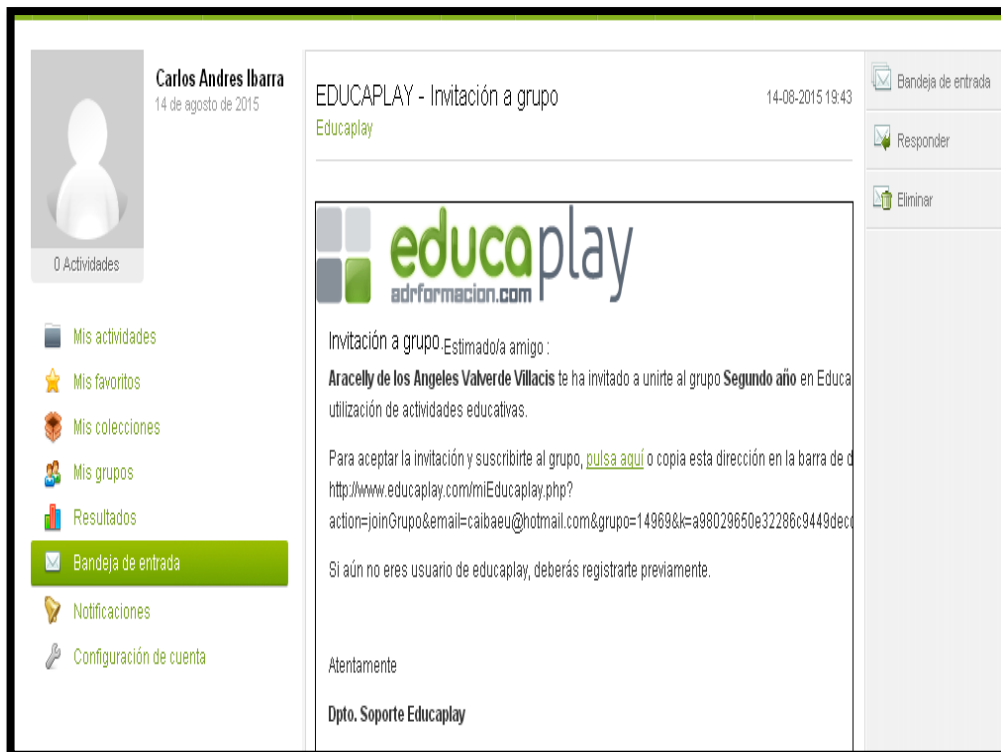 Carlos Andres Ibarra
14 de agosto de 2015
0 Actividades
Mis actividades
Mis favoritos
Mis colecciones
Mis grupos
Resultados
Bandeja de entrada
Notificaciones
Configuración de cuenta
EDUCAPLAY - Invitación a grupo
14-08-2015 19:43
Educaplay
educaplay
adrformacion.com
Invitación a grupo. Estimado/a amigo :
Aracelly de los Angeles Valverde Villacis te ha invitado a unirte al grupo Segundo año en Educa
utilización de actividades educativas.
Para aceptar la invitación y suscribirte al grupo, pulsa aquí o copia esta dirección en la barra de d
http://www.educaplay.com/miEducaplay.php?
action=joinGrupo&email=caibaeu@hotmail.com&grupo=14969&k=a98029650e32286c9449decc
Si aún no eres usuario de educaplay, deberás registrarte previamente.
Atentamente
Dpto. Soporte Educaplay
Bandeja de entrada
Responder
Eliminar